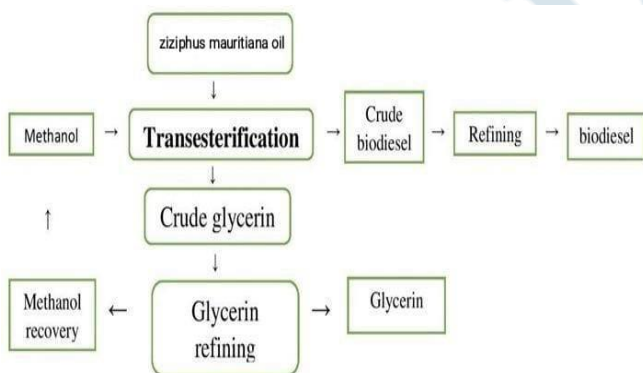 ziziphus mauritiana oil
Methanol
Transesterification
Crude
biodiesel
Refining
biodiesel
Crude glycerin
Methanol
recovery
Glycerin
refining
Glycerin